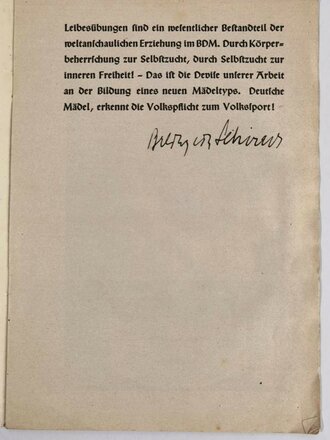 Leibesübungen sind ein wesentlicher Bestandteil der
weltanschaulichen Erziehung im BDM. Durch Körper-
beherrschung zur Selbstzucht, durch Selbstzucht zur
inneren Freiheit! – Das ist die Devise unserer Arbeit
an der Bildung eines neuen Mädeltyps. Deutsche
Mädel, erkennt die Volkspflicht zum Volkssport!
Schirach